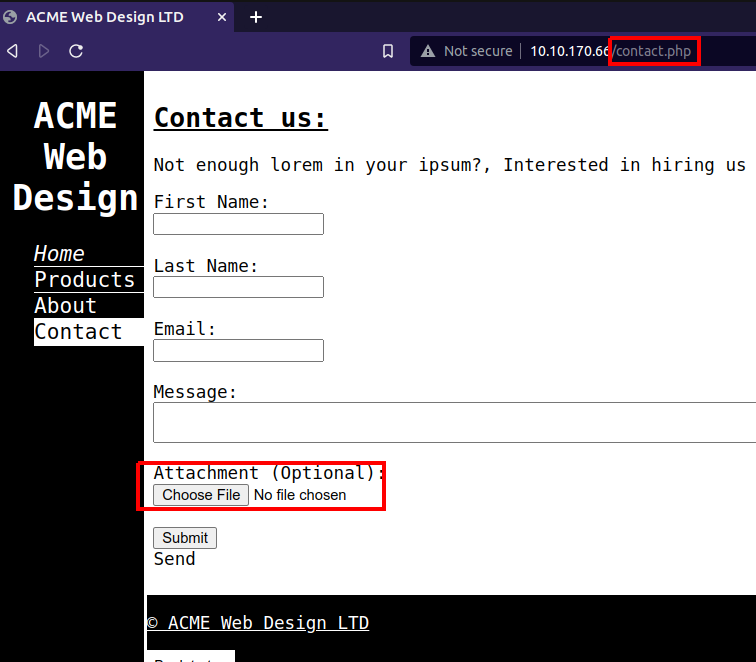 ACME Web Design LTD
Not secure
10.10.170.66/contact.php
ACME
Web
Design
Home
Products
About
Contact
Contact us:
Not enough lorem in your ipsum?, Interested in hiring us
First Name:
Last Name:
Email:
Message:
Attachment (Optional):
Choose File No file chosen
Submit
Send
© ACME Web Design LTD